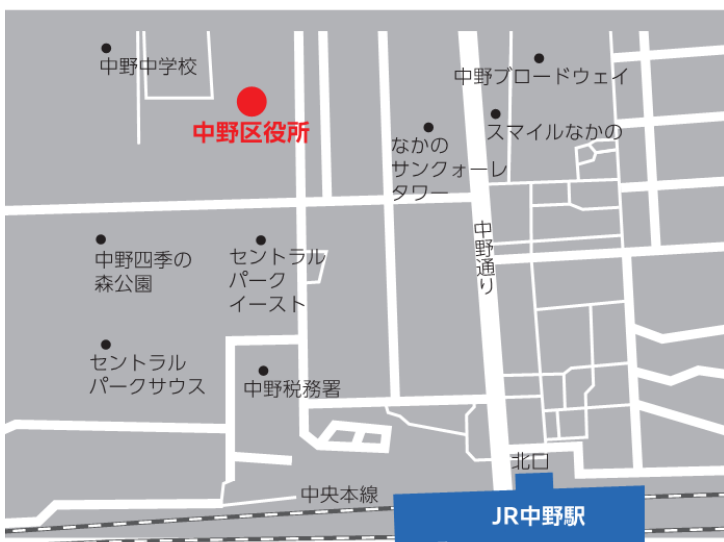 中野中学校
中野ブロードウェイ
中野区役所
スマイルなかの
なかの
サンクォーレ
タワー
中野通り
中野四季の
森公園
セントラル
パーク
イースト
セントラル
パークサウス
中野税務署
北口
中央本線
JR中野駅